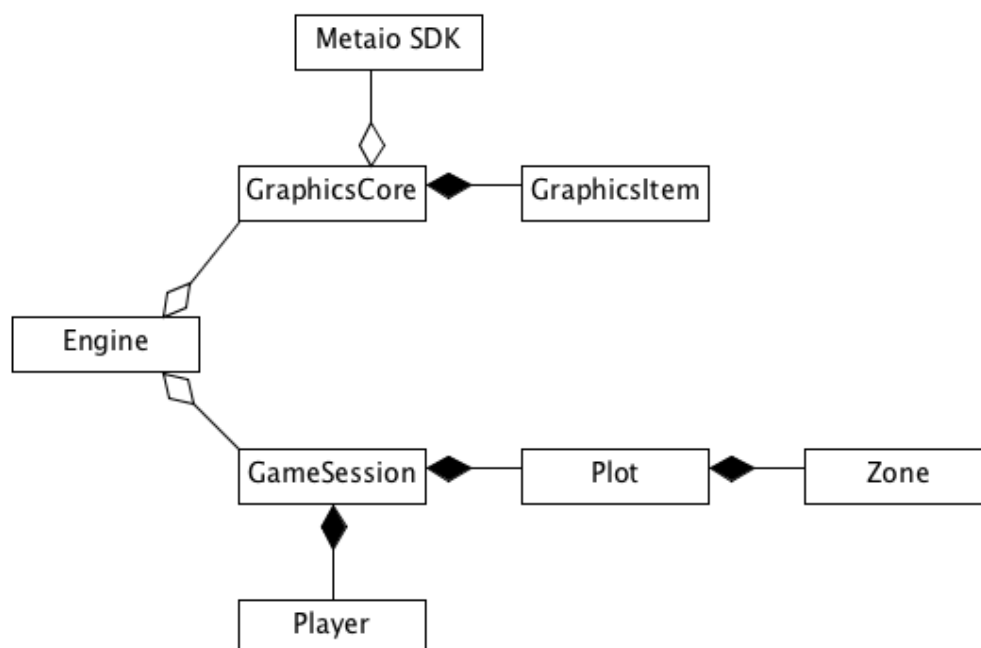 Metaio SDK
GraphicsCore
GraphicsItem
Engine
GameSession
Plot
Zone
Player